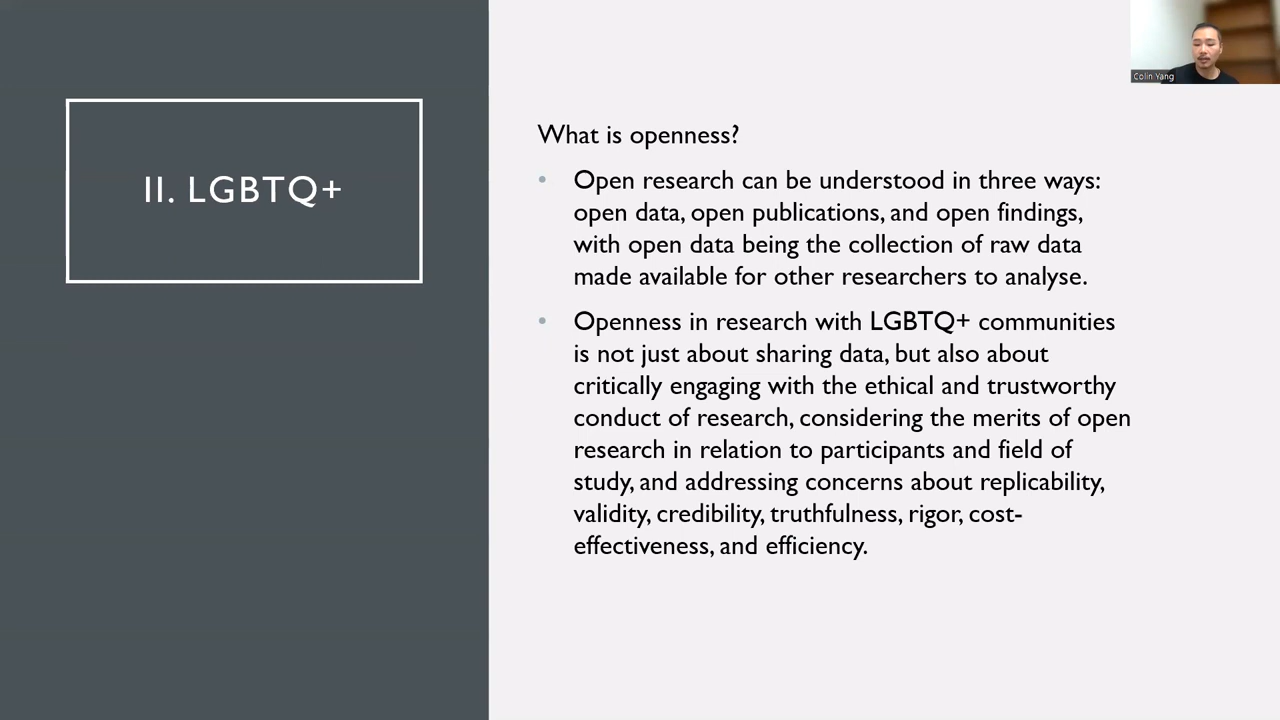 Colin Yang
II. LGBTQ+
What is openness?
• Open research can be understood in three ways:
open data, open publications, and open findings,
with open data being the collection of raw data
made available for other researchers to analyse.
• Openness in research with LGBTQ+ communities
is not just about sharing data, but also about
critically engaging with the ethical and trustworthy
conduct of research, considering the merits of open
research in relation to participants and field of
study, and addressing concerns about replicability,
validity, credibility, truthfulness, rigor, cost-
effectiveness, and efficiency.